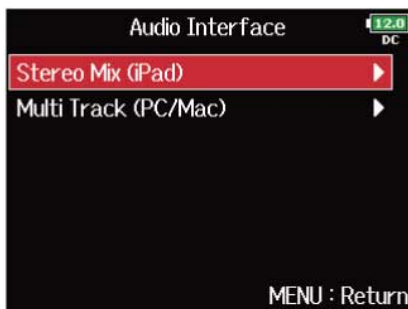 Audio Interface
12.0
DC
Stereo Mix (iPad)
Multi Track (PC/Mac)
MENU : Return